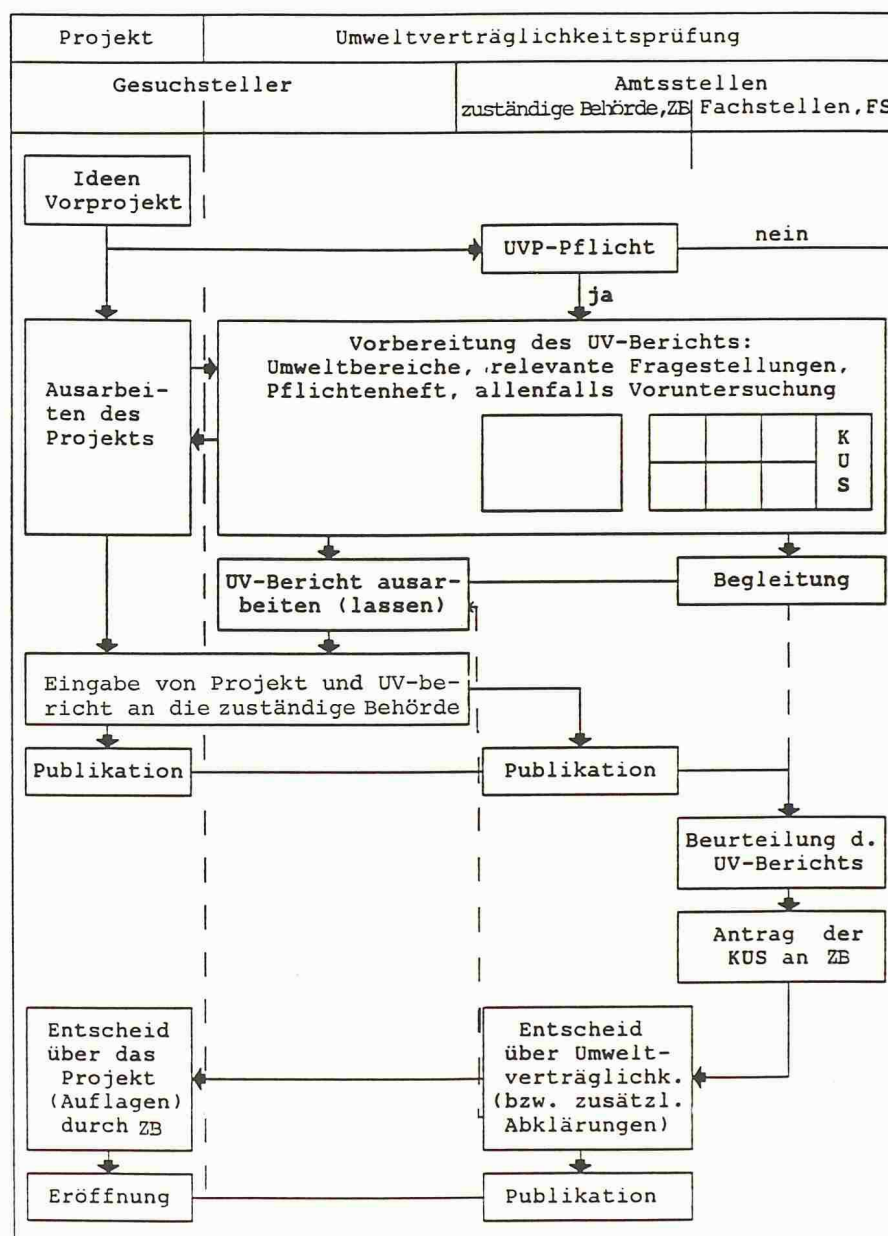 Projekt
Umweltverträglichkeitsprüfung
Gesuchsteller
Amtsstellen
zuständige Behörde,ZB
Fachstellen,FS
Ideen
Vorprojekt
UVP-Pflicht
nein
ja
Ausarbei-
ten des
Projekts
Vorbereitung des UV-Berichts:
Umweltbereiche, relevante Fragestellungen,
Pflichtenheft, allenfalls Voruntersuchung
K
U
S
UV-Bericht ausar-
beiten (lassen)
Begleitung
Eingabe von Projekt und UV-be-
richt an die zuständige Behörde
Publikation
Publikation
Beurteilung d.
UV-Berichts
Antrag der
KUS an ZB
Entscheid
über das
Projekt
(Auflagen)
durch ZB
Entscheid
über Umwelt-
verträglichk.
(bzw. zusätzl.
Abklärungen)
Eröffnung
Publikation